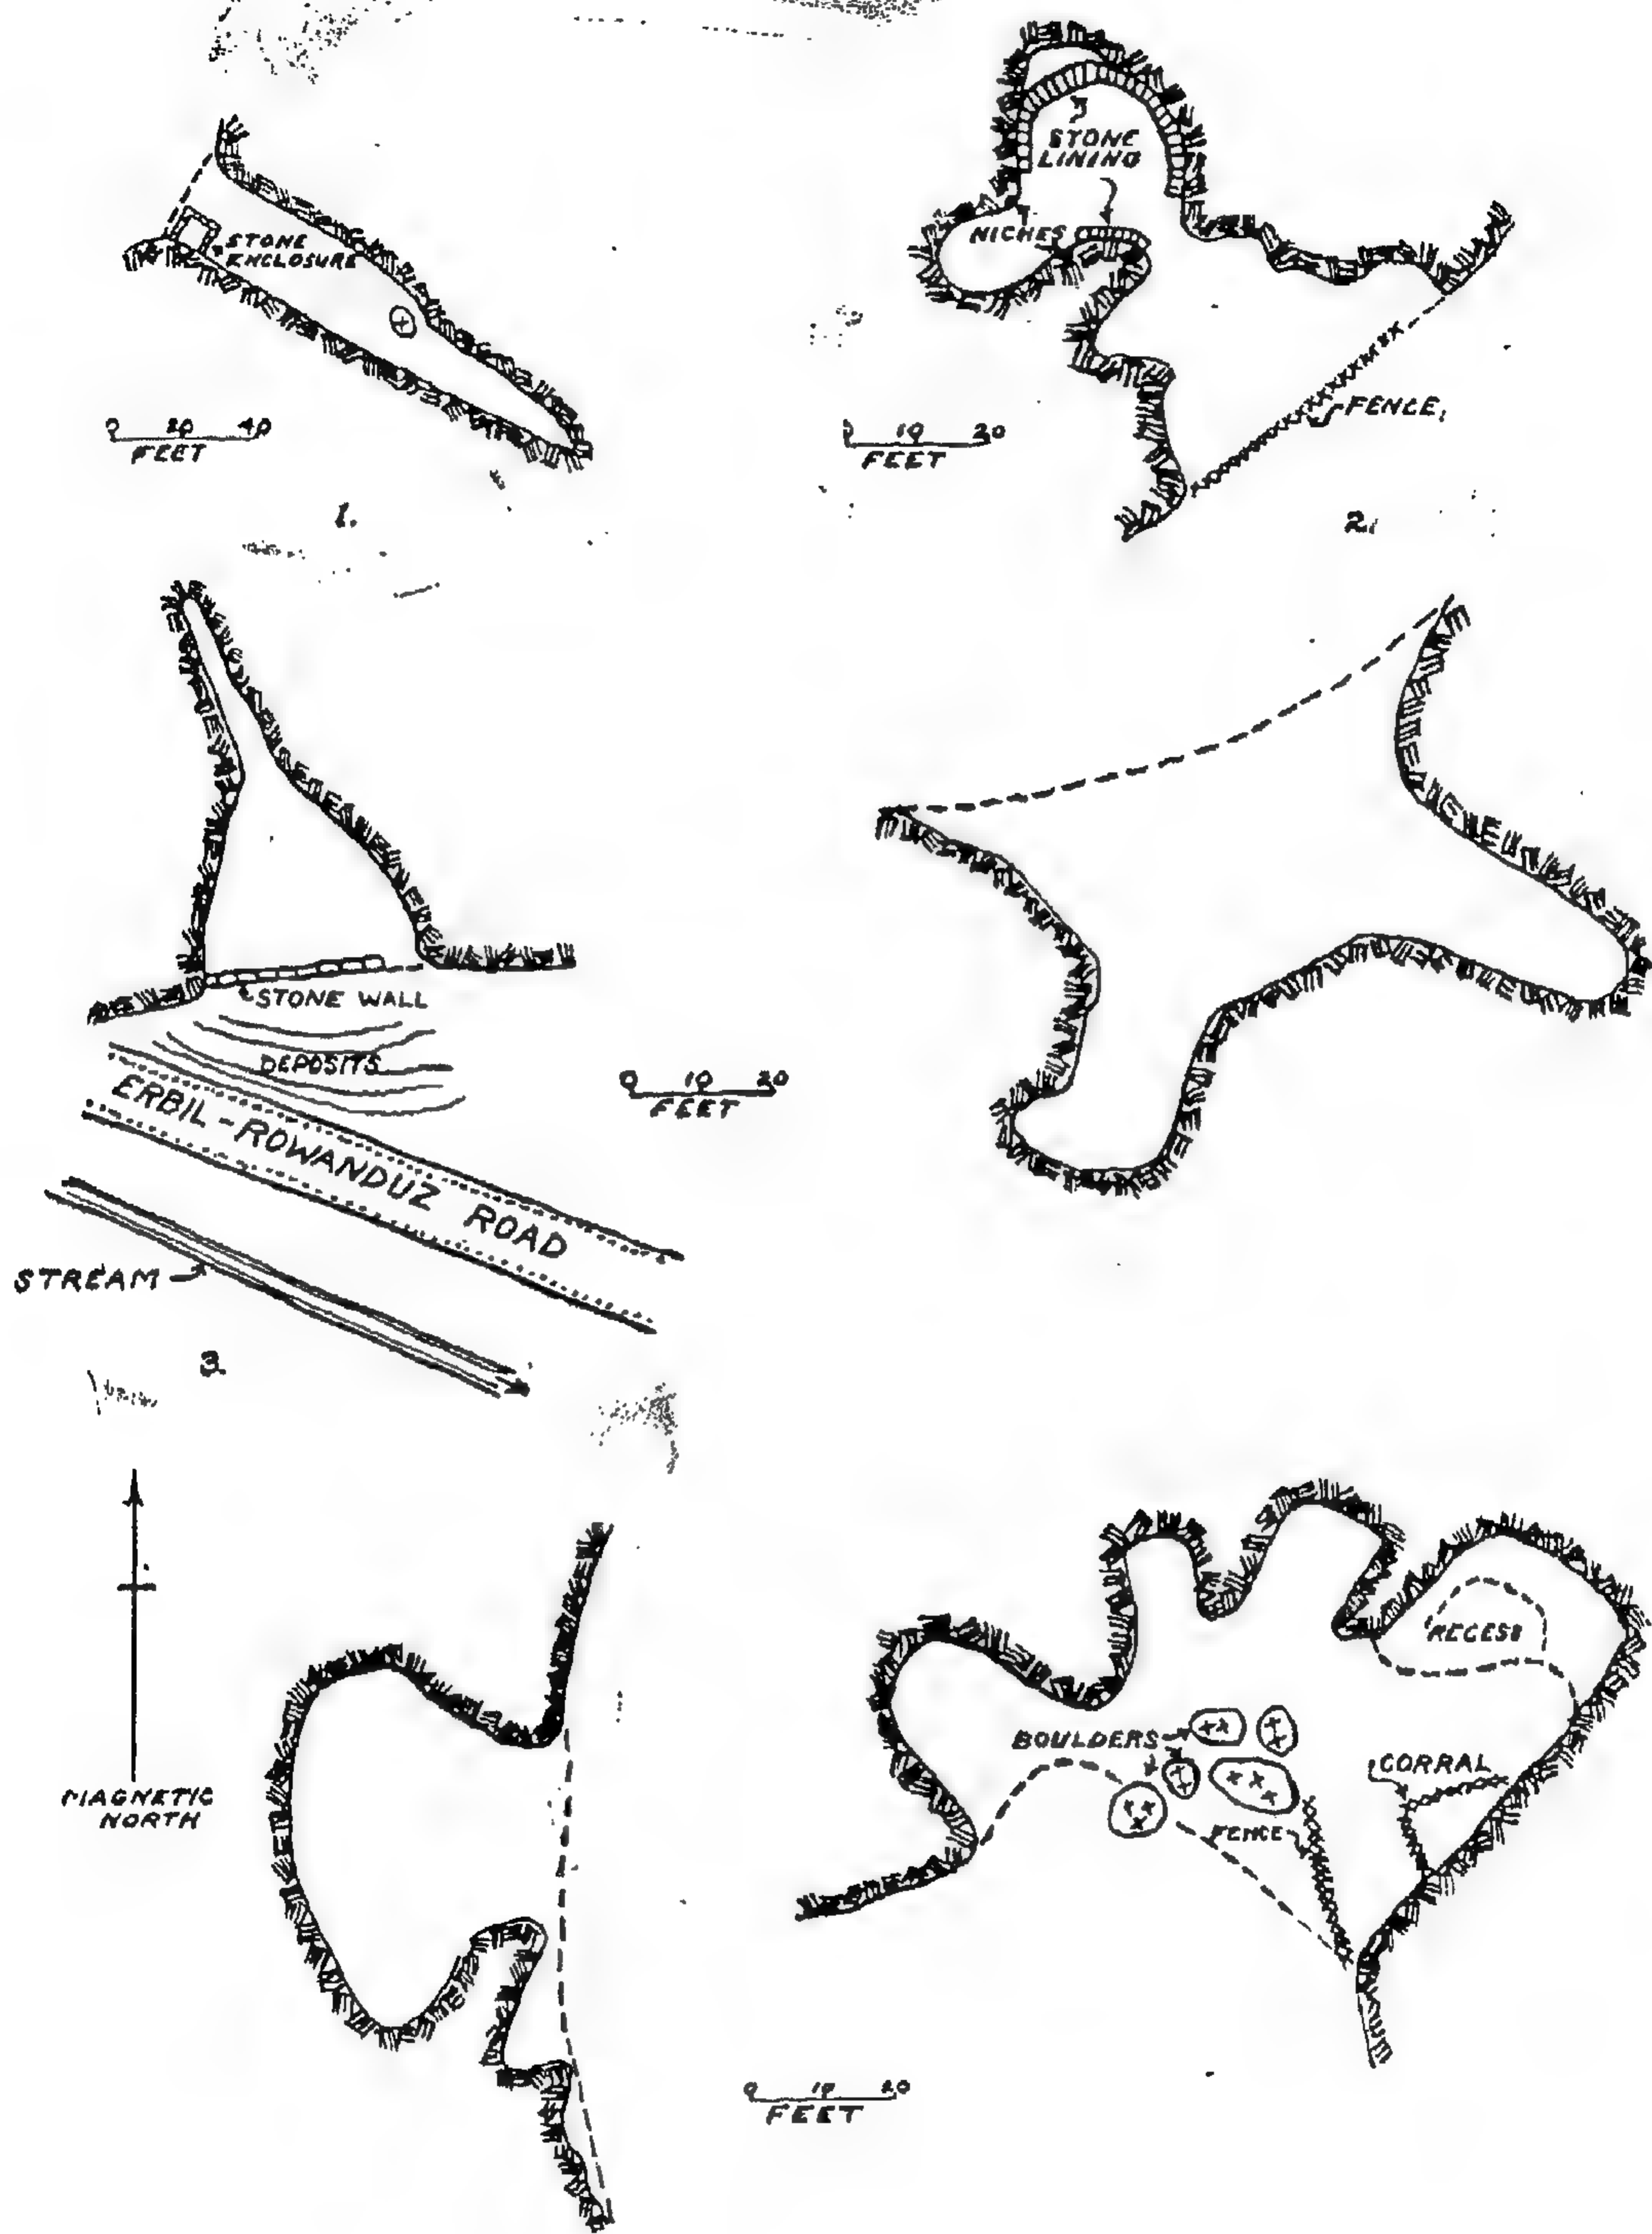 STONE
ENCLOSURE
0 20 40
FEET
1.
STONE
LINING
NICHES
FENCE
0 10 20
FEET
2.
STONE WALL
DEPOSITS
ERBIL-ROWANDUZ ROAD
STREAM
0 10 20
FEET
3.
MAGNETIC
NORTH
RECESS
BOULDERS
CORRAL
FENCE
0 10 20
FEET